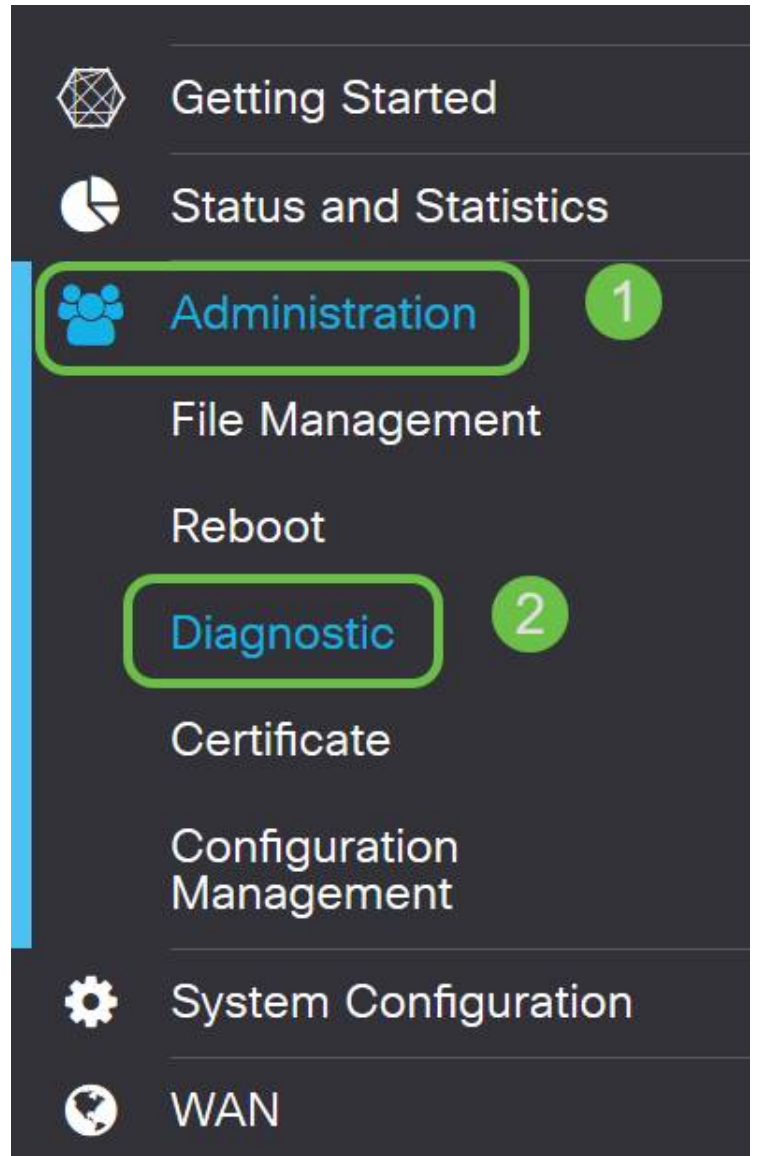 Getting Started
Status and Statistics
Administration 1
File Management
Reboot
Diagnostic 2
Certificate
Configuration
Management
System Configuration
WAN